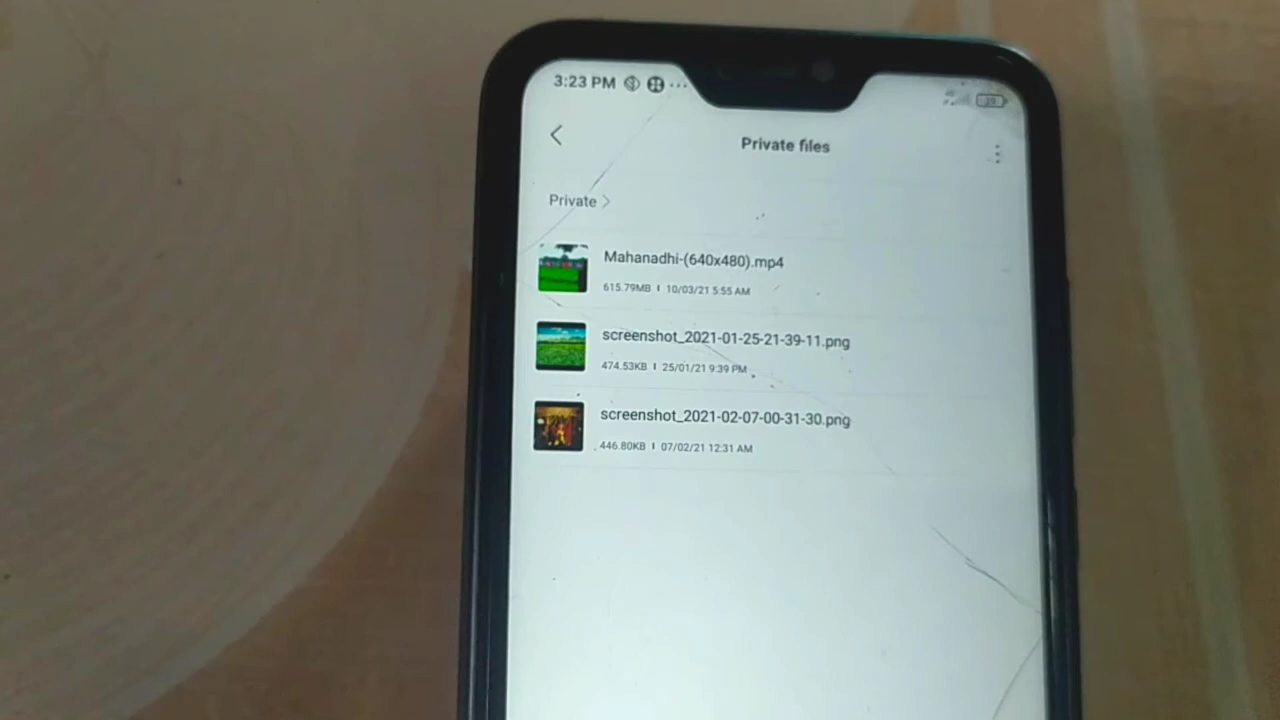 3:23 PM
Private files
Private >
Mahanadhi-(640x480).mp4
615.79MB | 10/03/21 5:55 AM
screenshot_2021-01-25-21-39-11.png
474.53KB | 25/01/21 9:39 PM
screenshot_2021-02-07-00-31-30.png
446.80KB | 07/02/21 12:31 AM